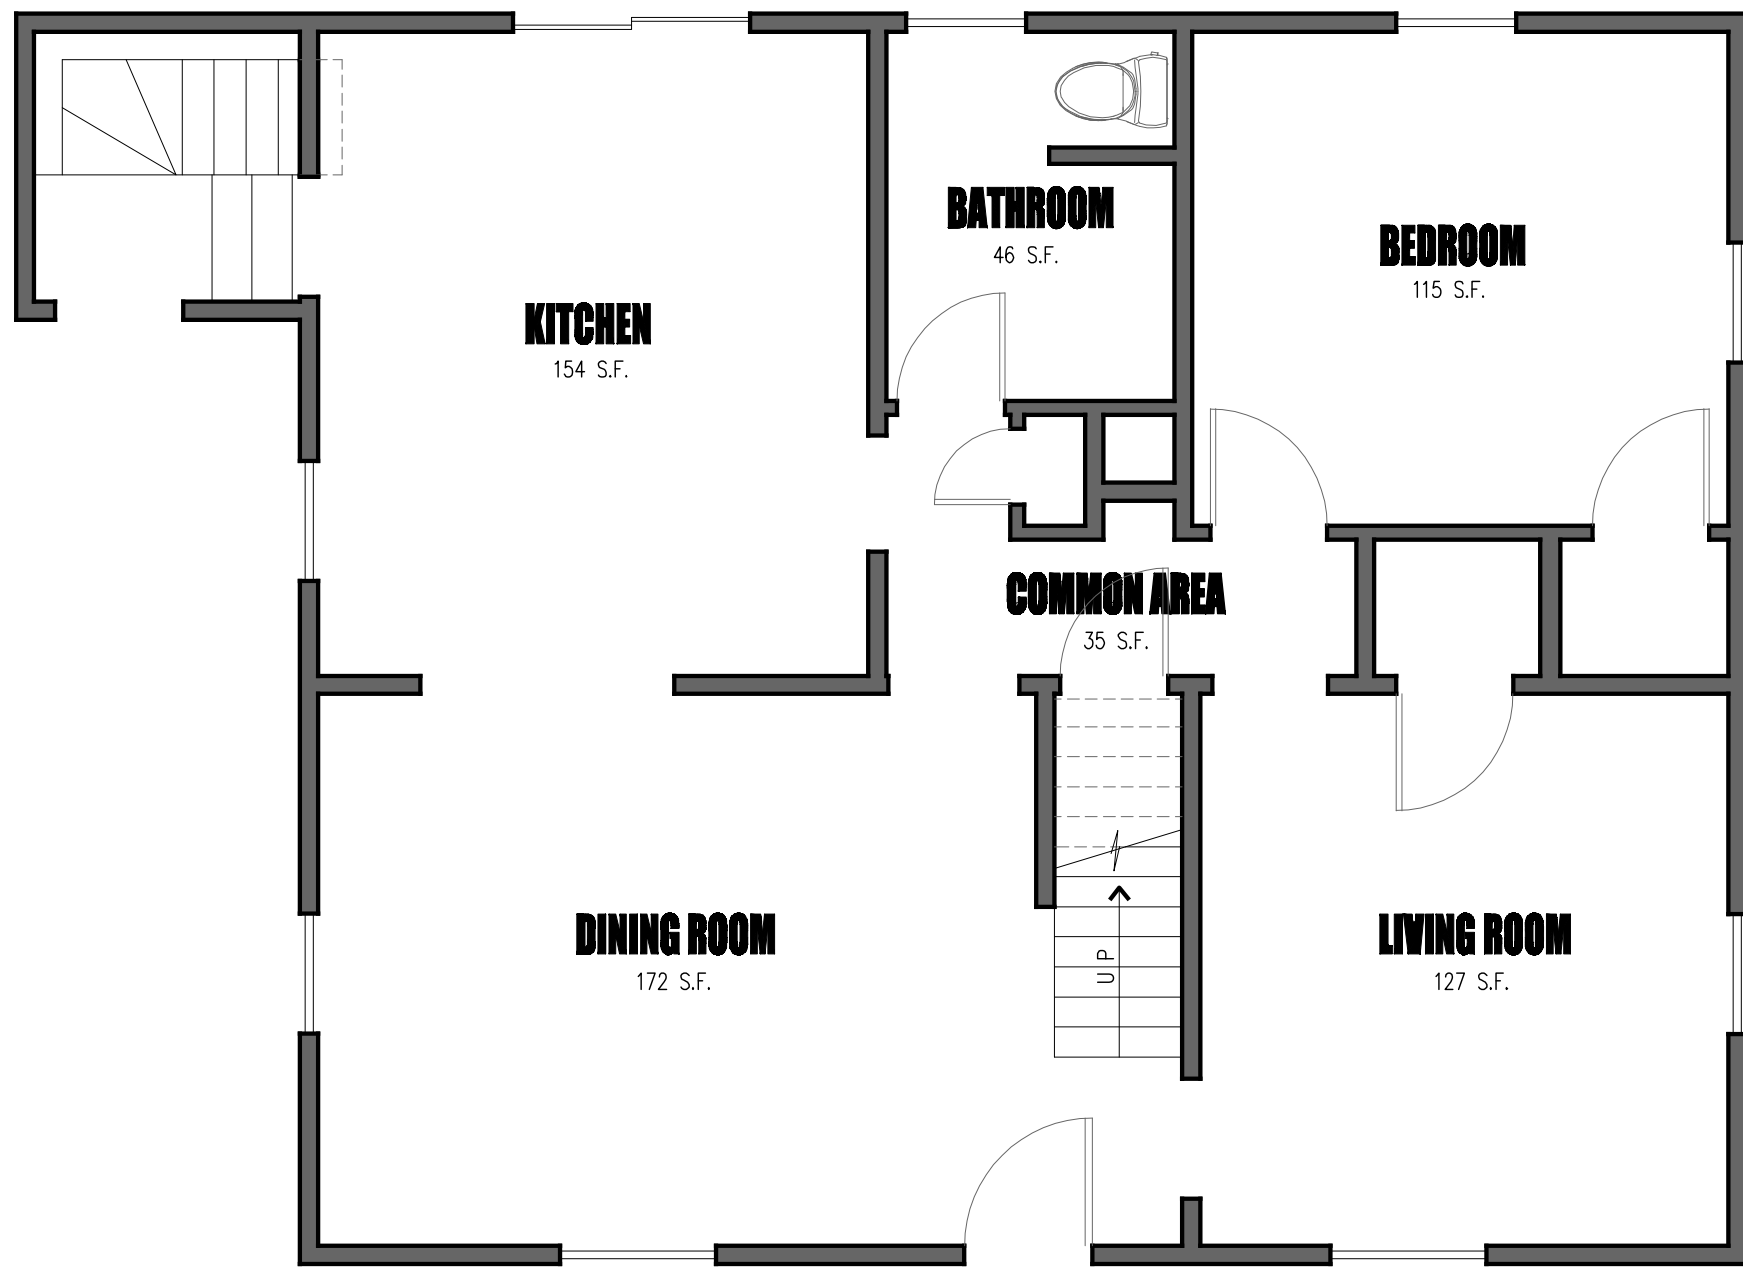 BATHROOM
46 S.F.
BEDROOM
115 S.F.
KITCHEN
154 S.F.
COMMON AREA
35 S.F.
DINING ROOM
172 S.F.
UP
LIVING ROOM
127 S.F.